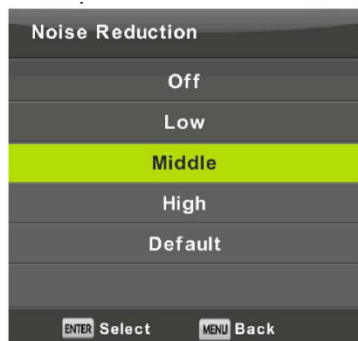 Noise Reduction
Off
Low
Middle
High
Default
ENTER Select MENU Back